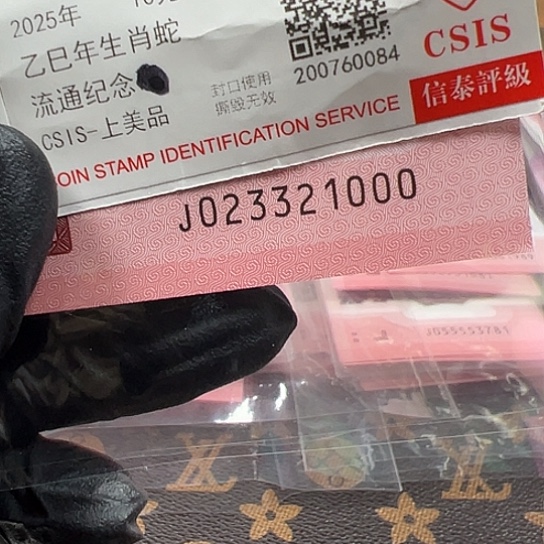 2025年
乙巳年生肖蛇
流通纪念
CSIS-上美品
封口使用
撕毁无效
200760084
CSIS
信泰評級
OIN STAMP IDENTIFICATION SERVICE
J023321000
J055553781